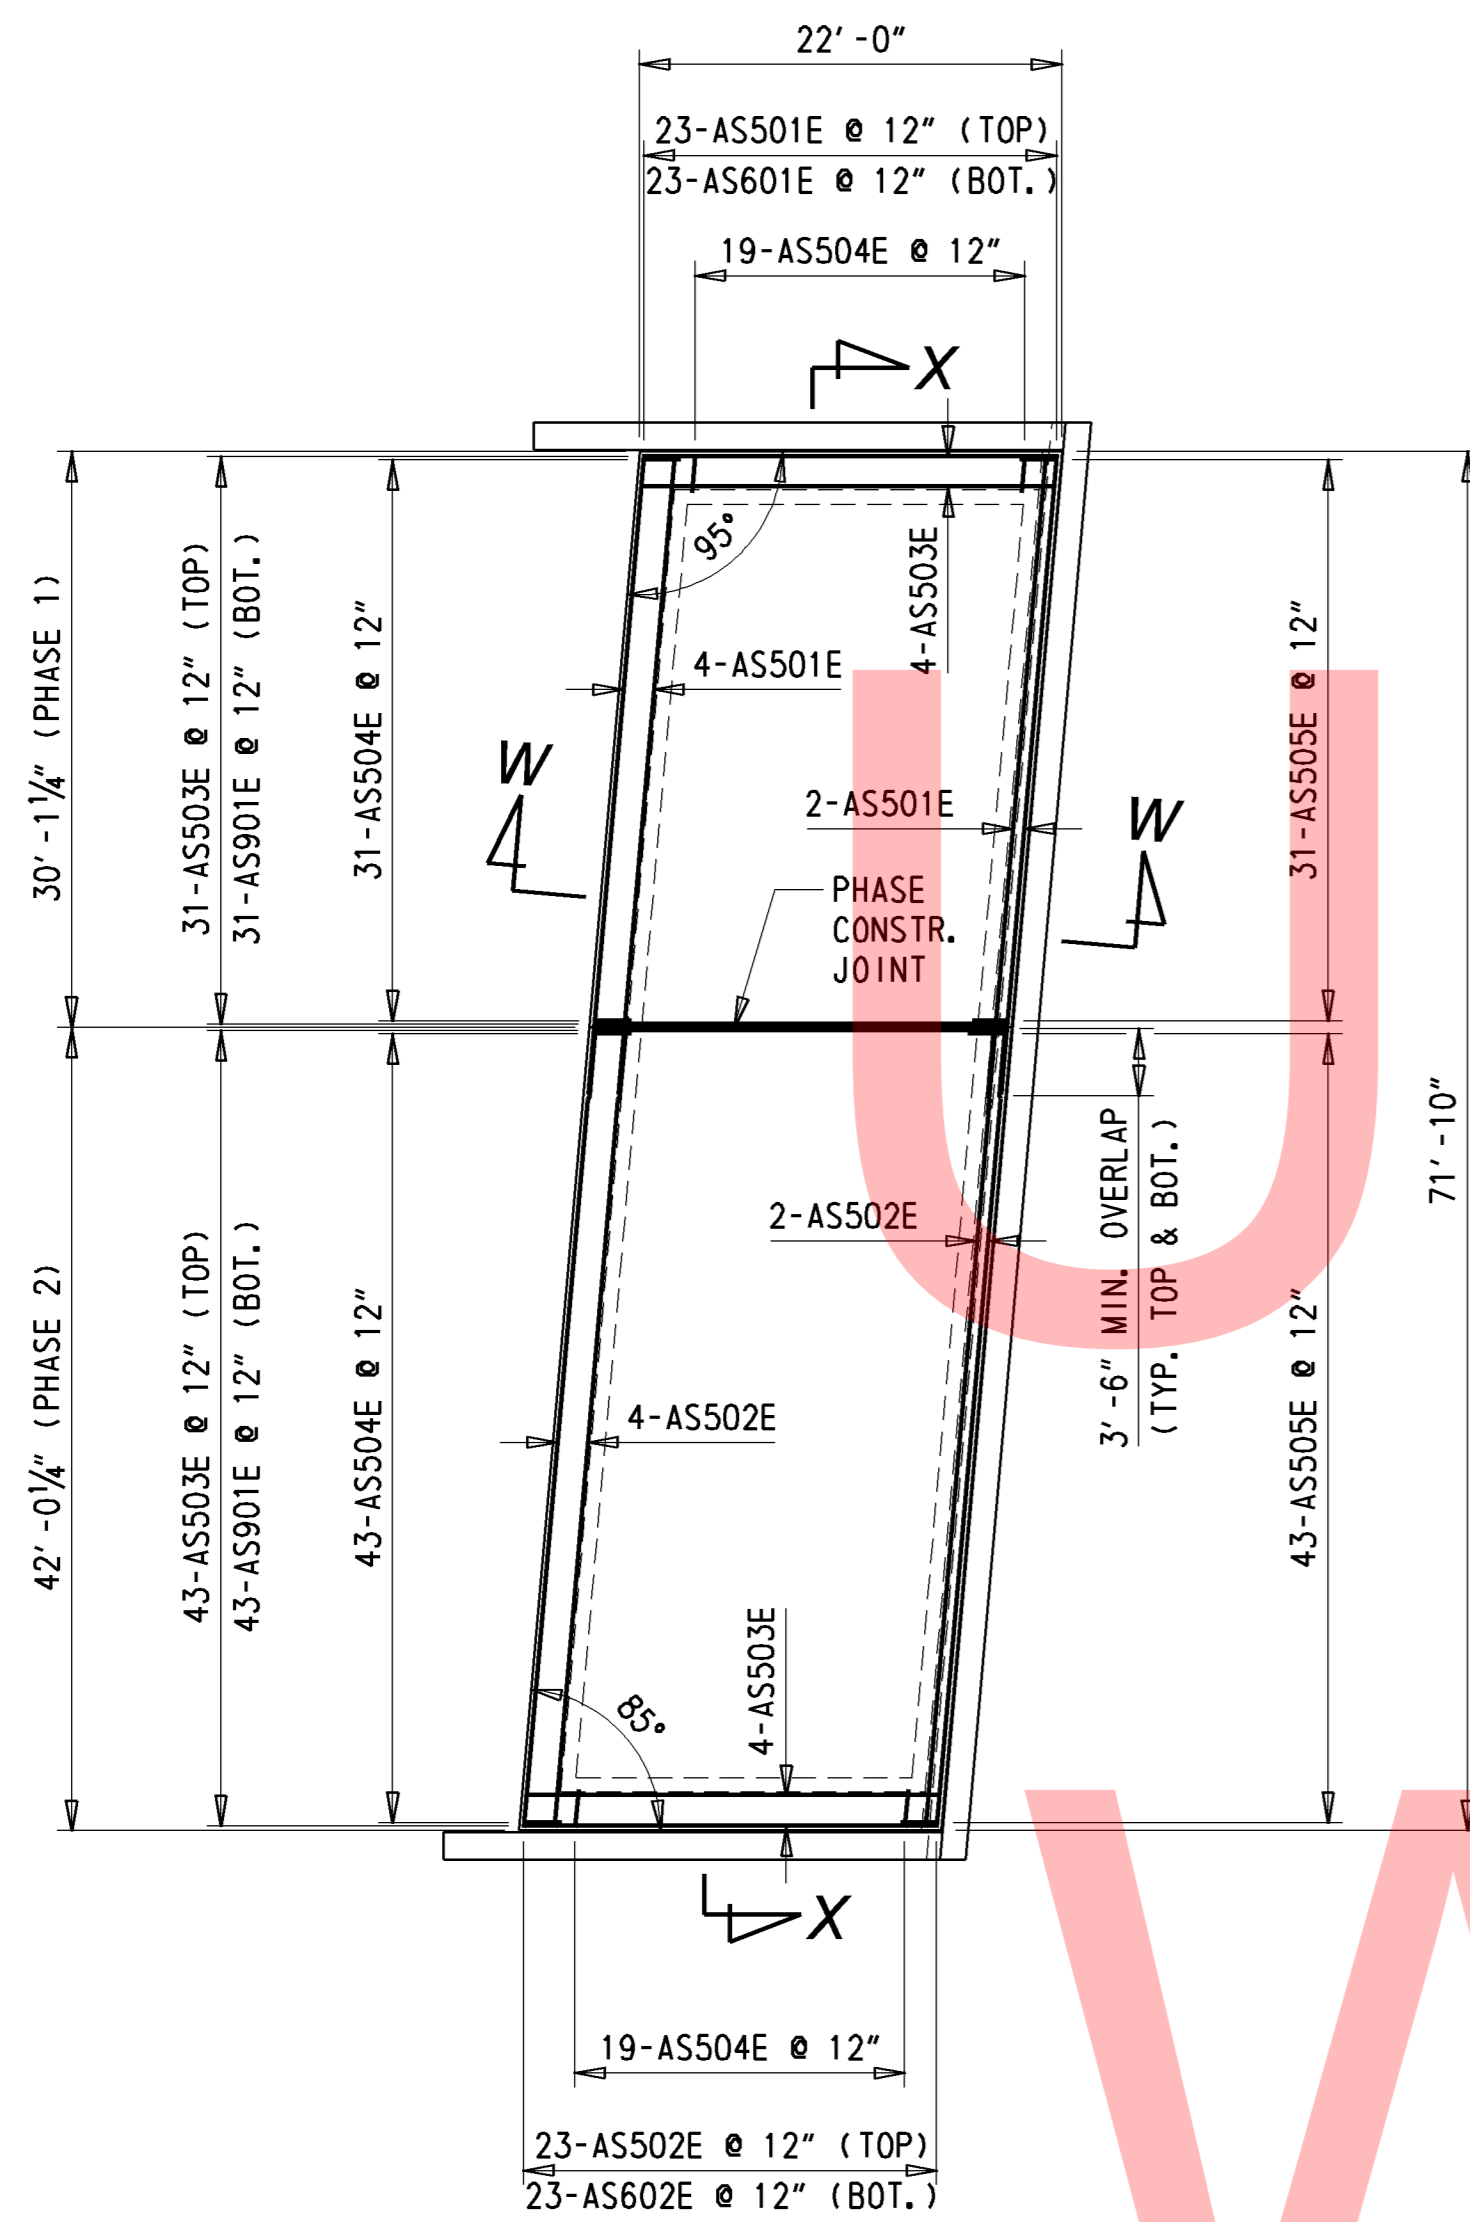 22'-0"
23-AS501E @ 12" (TOP)
23-AS601E @ 12" (BOT.)
19-AS504E @ 12"
X
95°
4-AS503E
30'-1¼" (PHASE 1)
31-AS503E @ 12" (TOP)
31-AS901E @ 12" (BOT.)
31-AS504E @ 12"
4-AS501E
W
2-AS501E
W
31-AS505E @ 12"
PHASE
CONSTR.
JOINT
71'-10"
3'-6" MIN. OVERLAP
(TYP. TOP & BOT.)
2-AS502E
42'-0¼" (PHASE 2)
43-AS503E @ 12" (TOP)
43-AS901E @ 12" (BOT.)
43-AS504E @ 12"
43-AS505E @ 12"
4-AS502E
4-AS503E
85°
X
19-AS504E @ 12"
23-AS502E @ 12" (TOP)
23-AS602E @ 12" (BOT.)
U